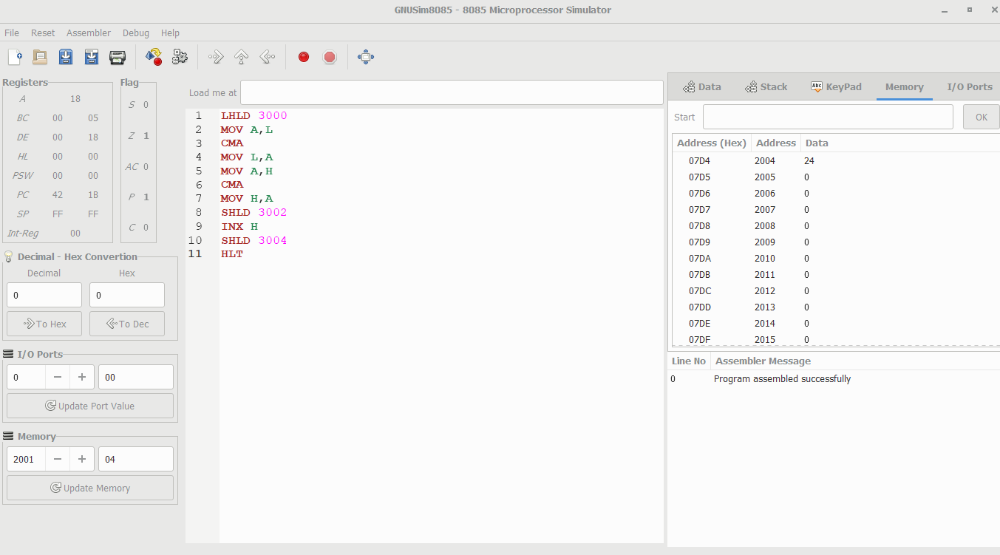 GNUSim8085 - 8085 Microprocessor Simulator
File Reset Assembler Debug Help
Registers
A 18
BC 00 05
DE 00 18
HL 00 00
PSW 00 00
PC 42 1B
SP FF FF
Int-Reg 00
Flag
S 0
Z 1
AC 0
P 1
C 0
Decimal - Hex Convertion
Decimal Hex
0 0
To Hex To Dec
I/O Ports
0 − + 00
Update Port Value
Memory
2001 − + 04
Update Memory
Load me at
1 LHLD 3000
2 MOV A,L
3 CMA
4 MOV L,A
5 MOV A,H
6 CMA
7 MOV H,A
8 SHLD 3002
9 INX H
10 SHLD 3004
11 HLT
Data Stack Abc KeyPad Memory I/O Ports
Start OK
Address (Hex) Address Data
07D4 2004 24
07D5 2005 0
07D6 2006 0
07D7 2007 0
07D8 2008 0
07D9 2009 0
07DA 2010 0
07DB 2011 0
07DC 2012 0
07DD 2013 0
07DE 2014 0
07DF 2015 0
Line No Assembler Message
0 Program assembled successfully